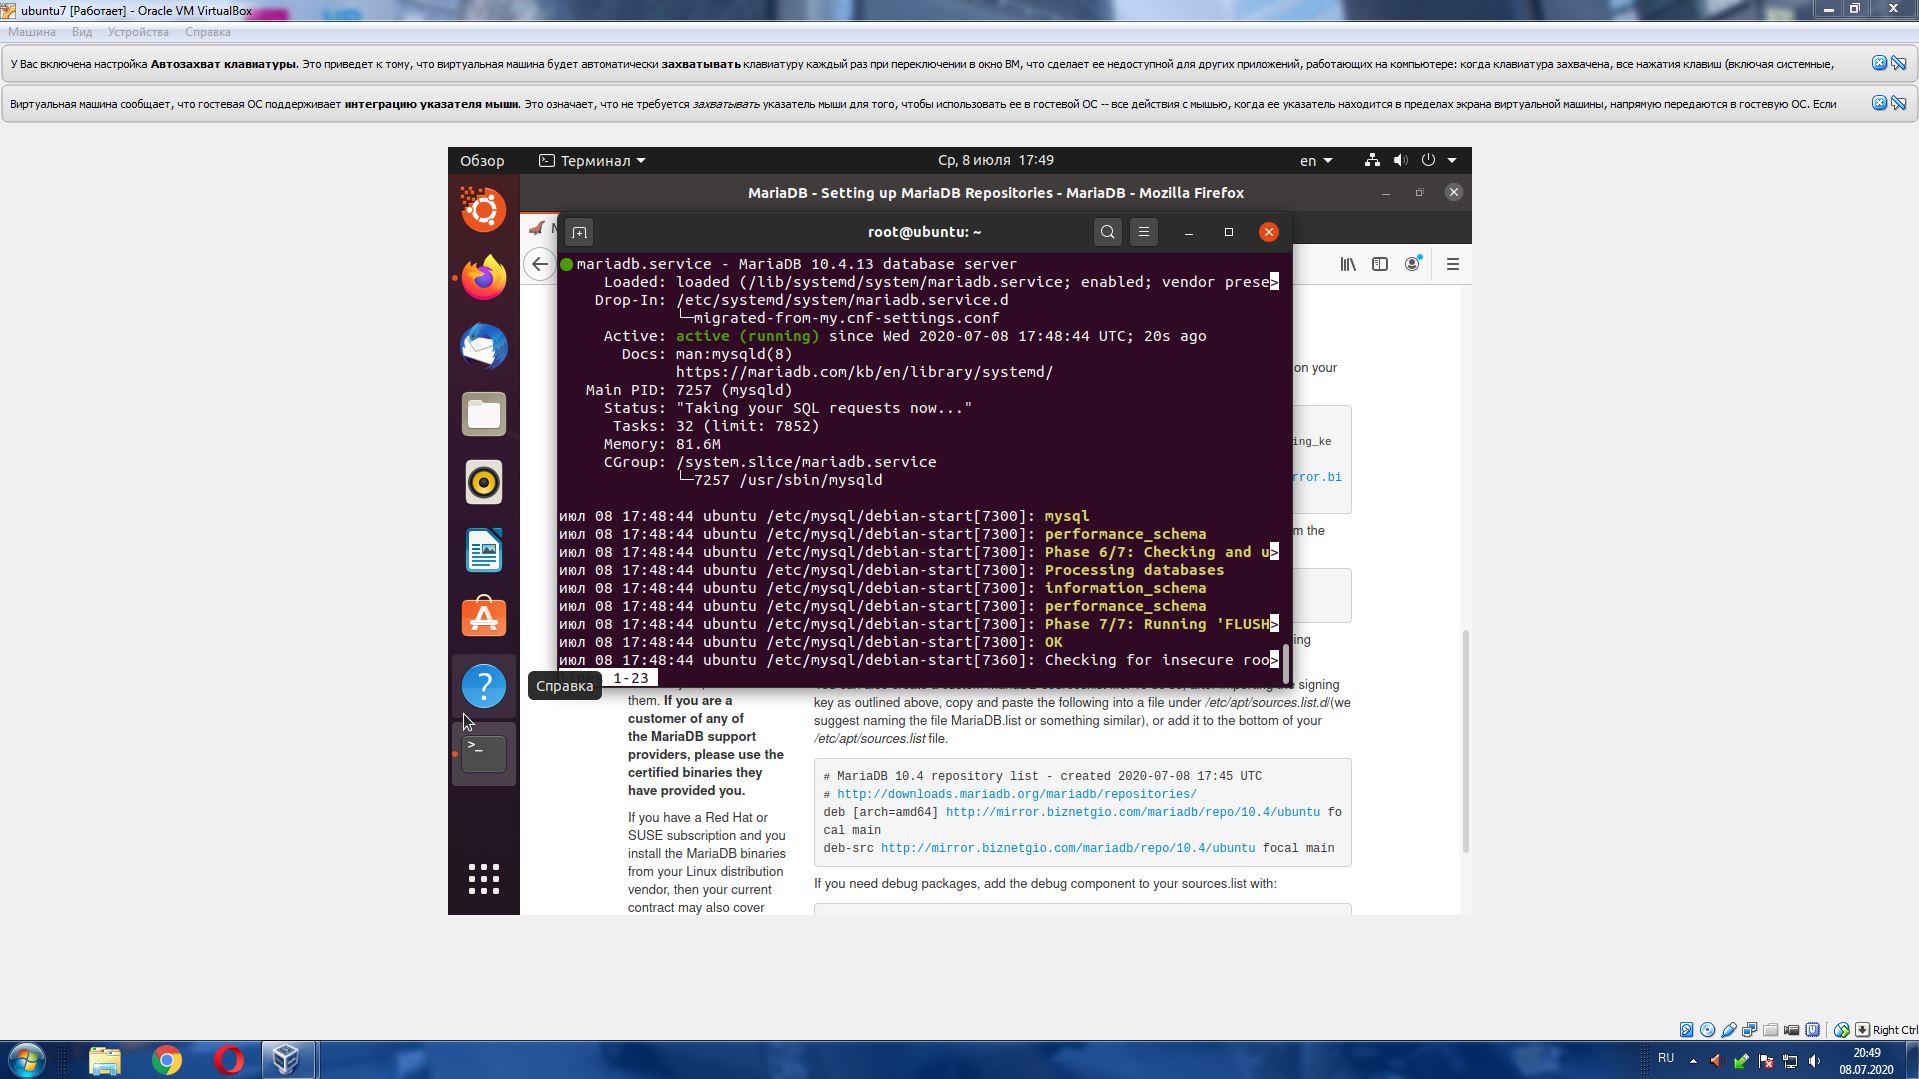 ubuntu7 [Работает] - Oracle VM VirtualBox
Машина Вид Устройства Справка
У Вас включена настройка Автозахват клавиатуры. Это приведет к тому, что виртуальная машина будет автоматически захватывать клавиатуру каждый раз при переключении в окно ВМ, что сделает ее недоступной для других приложений, работающих на компьютере: когда клавиатура захвачена, все нажатия клавиш (включая системные,
Виртуальная машина сообщает, что гостевая ОС поддерживает интеграцию указателя мыши. Это означает, что не требуется захватывать указатель мыши для того, чтобы использовать ее в гостевой ОС -- все действия с мышью, когда ее указатель находится в пределах экрана виртуальной машины, напрямую передаются в гостевую ОС. Если
Обзор Терминал Ср, 8 июля 17:49 en
MariaDB - Setting up MariaDB Repositories - MariaDB - Mozilla Firefox
root@ubuntu: ~
mariadb.service - MariaDB 10.4.13 database server
Loaded: loaded (/lib/systemd/system/mariadb.service; enabled; vendor prese>
Drop-In: /etc/systemd/system/mariadb.service.d
└─migrated-from-my.cnf-settings.conf
Active: active (running) since Wed 2020-07-08 17:48:44 UTC; 20s ago
Docs: man:mysqld(8)
https://mariadb.com/kb/en/library/systemd/
Main PID: 7257 (mysqld)
Status: "Taking your SQL requests now..."
Tasks: 32 (limit: 7852)
Memory: 81.6M
CGroup: /system.slice/mariadb.service
└─7257 /usr/sbin/mysqld
июл 08 17:48:44 ubuntu /etc/mysql/debian-start[7300]: mysql
июл 08 17:48:44 ubuntu /etc/mysql/debian-start[7300]: performance_schema
июл 08 17:48:44 ubuntu /etc/mysql/debian-start[7300]: Phase 6/7: Checking and u>
июл 08 17:48:44 ubuntu /etc/mysql/debian-start[7300]: Processing databases
июл 08 17:48:44 ubuntu /etc/mysql/debian-start[7300]: information_schema
июл 08 17:48:44 ubuntu /etc/mysql/debian-start[7300]: performance_schema
июл 08 17:48:44 ubuntu /etc/mysql/debian-start[7300]: Phase 7/7: Running 'FLUSH>
июл 08 17:48:44 ubuntu /etc/mysql/debian-start[7300]: OK
июл 08 17:48:44 ubuntu /etc/mysql/debian-start[7360]: Checking for insecure roo>
1-23
Справка
on your
ing_ke
rror.bi
m the
ing
signing
key as outlined above, copy and paste the following into a file under /etc/apt/sources.list.d/(we
suggest naming the file MariaDB.list or something similar), or add it to the bottom of your
/etc/apt/sources.list file.
# MariaDB 10.4 repository list - created 2020-07-08 17:45 UTC
# http://downloads.mariadb.org/mariadb/repositories/
deb [arch=amd64] http://mirror.biznetgio.com/mariadb/repo/10.4/ubuntu fo
cal main
deb-src http://mirror.biznetgio.com/mariadb/repo/10.4/ubuntu focal main
If you need debug packages, add the debug component to your sources.list with:
them. If you are a
customer of any of
the MariaDB support
providers, please use the
certified binaries they
have provided you.
If you have a Red Hat or
SUSE subscription and you
install the MariaDB binaries
from your Linux distribution
vendor, then your current
contract may also cover
Right Ctrl
RU
20:49
08.07.2020